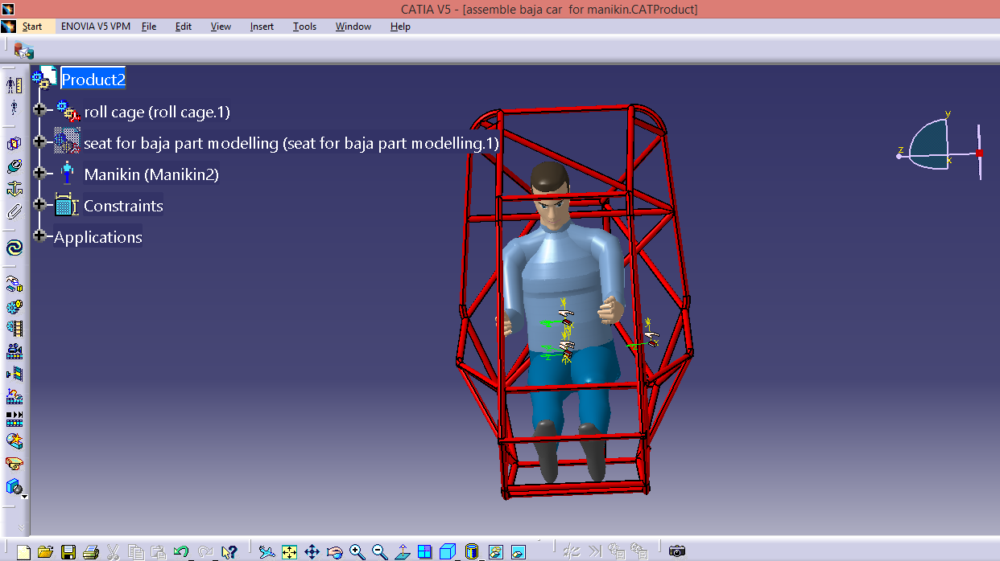 CATIA V5 - [assemble baja car  for manikin.CATProduct]
Start ENOVIA V5 VPM File Edit View Insert Tools Window Help
Product2
roll cage (roll cage.1)
seat for baja part modelling (seat for baja part modelling.1)
Manikin (Manikin2)
Constraints
Applications
y
z
x